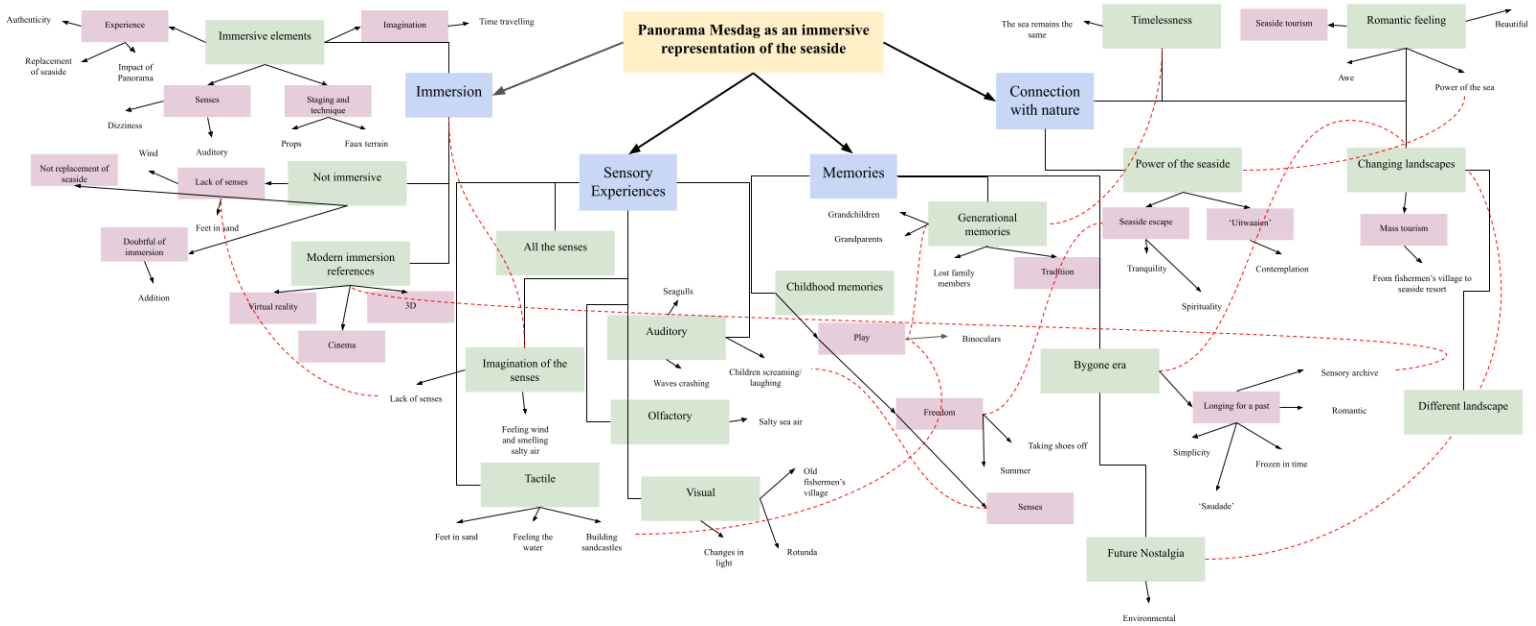 Panorama Mesdag as an immersive
representation of the seaside
Immersion
Immersive elements
Experience
Authenticity
Replacement
of seaside
Impact of
Panorama
Imagination
Time travelling
Senses
Dizziness
Auditory
Staging and
technique
Props
Faux terrain
Not immersive
Not replacement of
seaside
Lack of senses
Wind
Feet in sand
Doubtful of
immersion
Addition
Modern immersion
references
Virtual reality
Cinema
3D
Sensory
Experiences
All the senses
Imagination of the
senses
Lack of senses
Feeling wind
and smelling
salty air
Auditory
Seagulls
Waves crashing
Children screaming/
laughing
Olfactory
Salty sea air
Tactile
Feet in sand
Feeling the
water
Building
sandcastles
Visual
Old
fishermen's
village
Changes in
light
Rotunda
Memories
Generational
memories
Grandchildren
Grandparents
Lost family
members
Tradition
Childhood memories
Play
Binoculars
Freedom
Taking shoes off
Summer
Senses
Bygone era
Longing for a past
Sensory archive
Romantic
Simplicity
Frozen in time
‘Saudade’
Future Nostalgia
Environmental
Connection
with nature
Timelessness
The sea remains the
same
Romantic feeling
Seaside tourism
Beautiful
Awe
Power of the sea
Power of the seaside
Seaside escape
Tranquility
Spirituality
‘Uitwaaien’
Contemplation
Changing landscapes
Mass tourism
From fishermen's village to
seaside resort
Different landscape